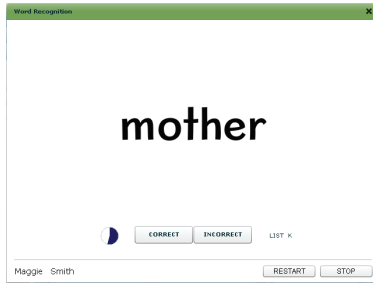 Word Recognition
mother
CORRECT INCORRECT LIST K
Maggie Smith RESTART STOP